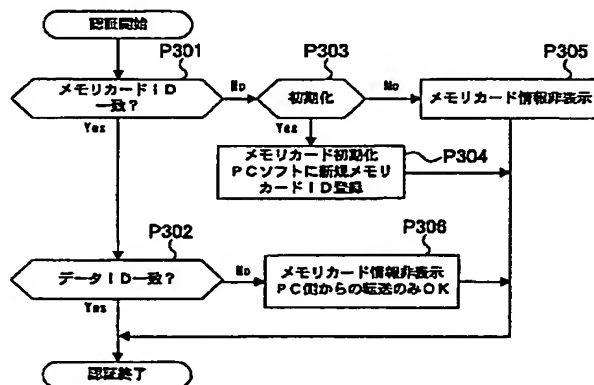 認証開始
P301
メモリカードID
一致?
No
Yes
P303
初期化
No
Yes
P305
メモリカード情報非表示
メモリカード初期化
PCソフトに新規メモリ
カードID登録
P304
P302
データID一致?
No
Yes
P306
メモリカード情報非表示
PC側からの転送のみOK
認証終了